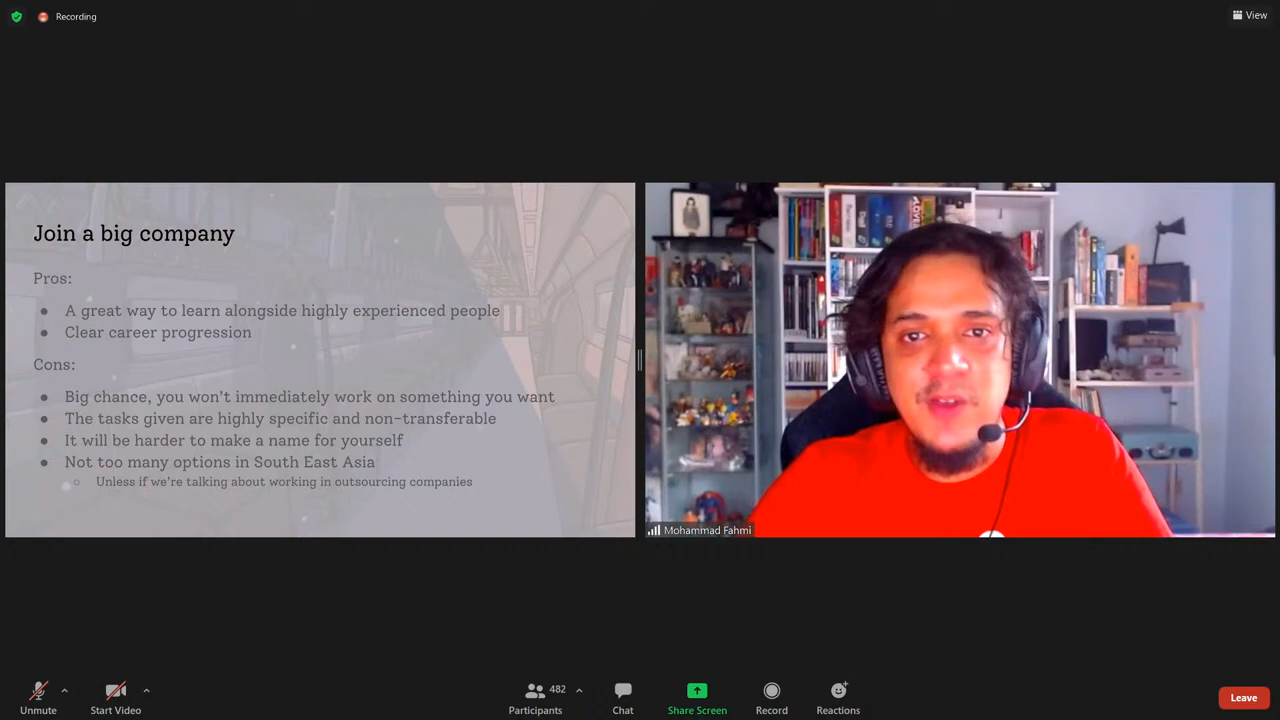 Recording
View
Join a big company
Pros:
● A great way to learn alongside highly experienced people
● Clear career progression
Cons:
● Big chance, you won't immediately work on something you want
● The tasks given are highly specific and non-transferable
● It will be harder to make a name for yourself
● Not too many options in South East Asia
○ Unless if we're talking about working in outsourcing companies
Mohammad Fahmi
Unmute
Start Video
482
Participants
Chat
Share Screen
Record
Reactions
Leave